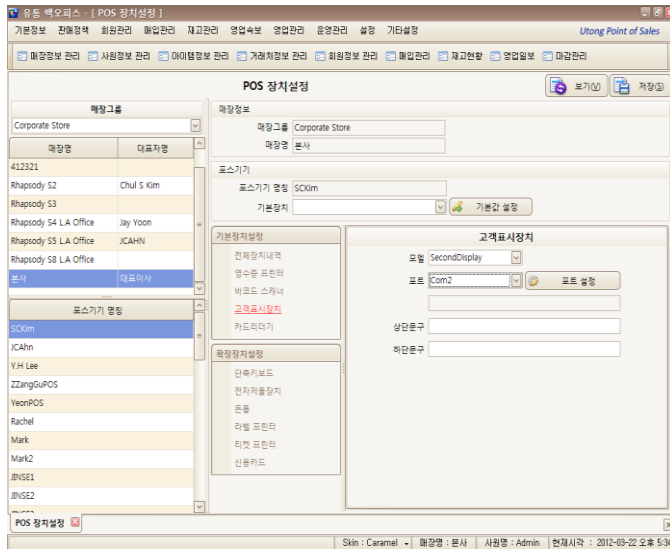 유통 백오피스 - [ POS 장치설정 ]
기본정보 판매정책 회원관리 매입관리 재고관리 영업속보 영업관리 운영관리 설정 기타설정 Utong Point of Sales
매장정보 관리 사원정보 관리 아이템정보 관리 거래처정보 관리 회원정보 관리 매입관리 재고현황 영업일보 마감관리
POS 장치설정 보기(V) 저장(S)
매장그룹
Corporate Store
매장명 대표자명
412321
Rhapsody S2 Chul S Kim
Rhapsody S3
Rhapsody S4 L.A Office Jay Yoon
Rhapsody S5 L.A Office JCAHN
Rhapsody S8 L.A Office
본사 대표이사
포스기기 명칭
SCKim
JCAhn
Y.H Lee
ZZangGuPOS
YeonPOS
Rachel
Mark
Mark2
JINSE1
JINSE2
매장정보
매장그룹 Corporate Store
매장명 본사
포스기기
포스기기 명칭 SCKim
기본장치 기본값 설정
기본장치설정
전체장치내역
영수증 프린터
바코드 스캐너
고객표시장치
카드리더기
확장장치설정
단축키보드
전자저울장치
돈통
라벨 프린터
티켓 프린터
신용카드
고객표시장치
모델 SecondDisplay
포트 Com2 포트 설정
상단문구
하단문구
POS 장치설정
Skin : Caramel 매장명 : 본사 사원명 : Admin 현재시각 : 2012-03-22 오후 5:3